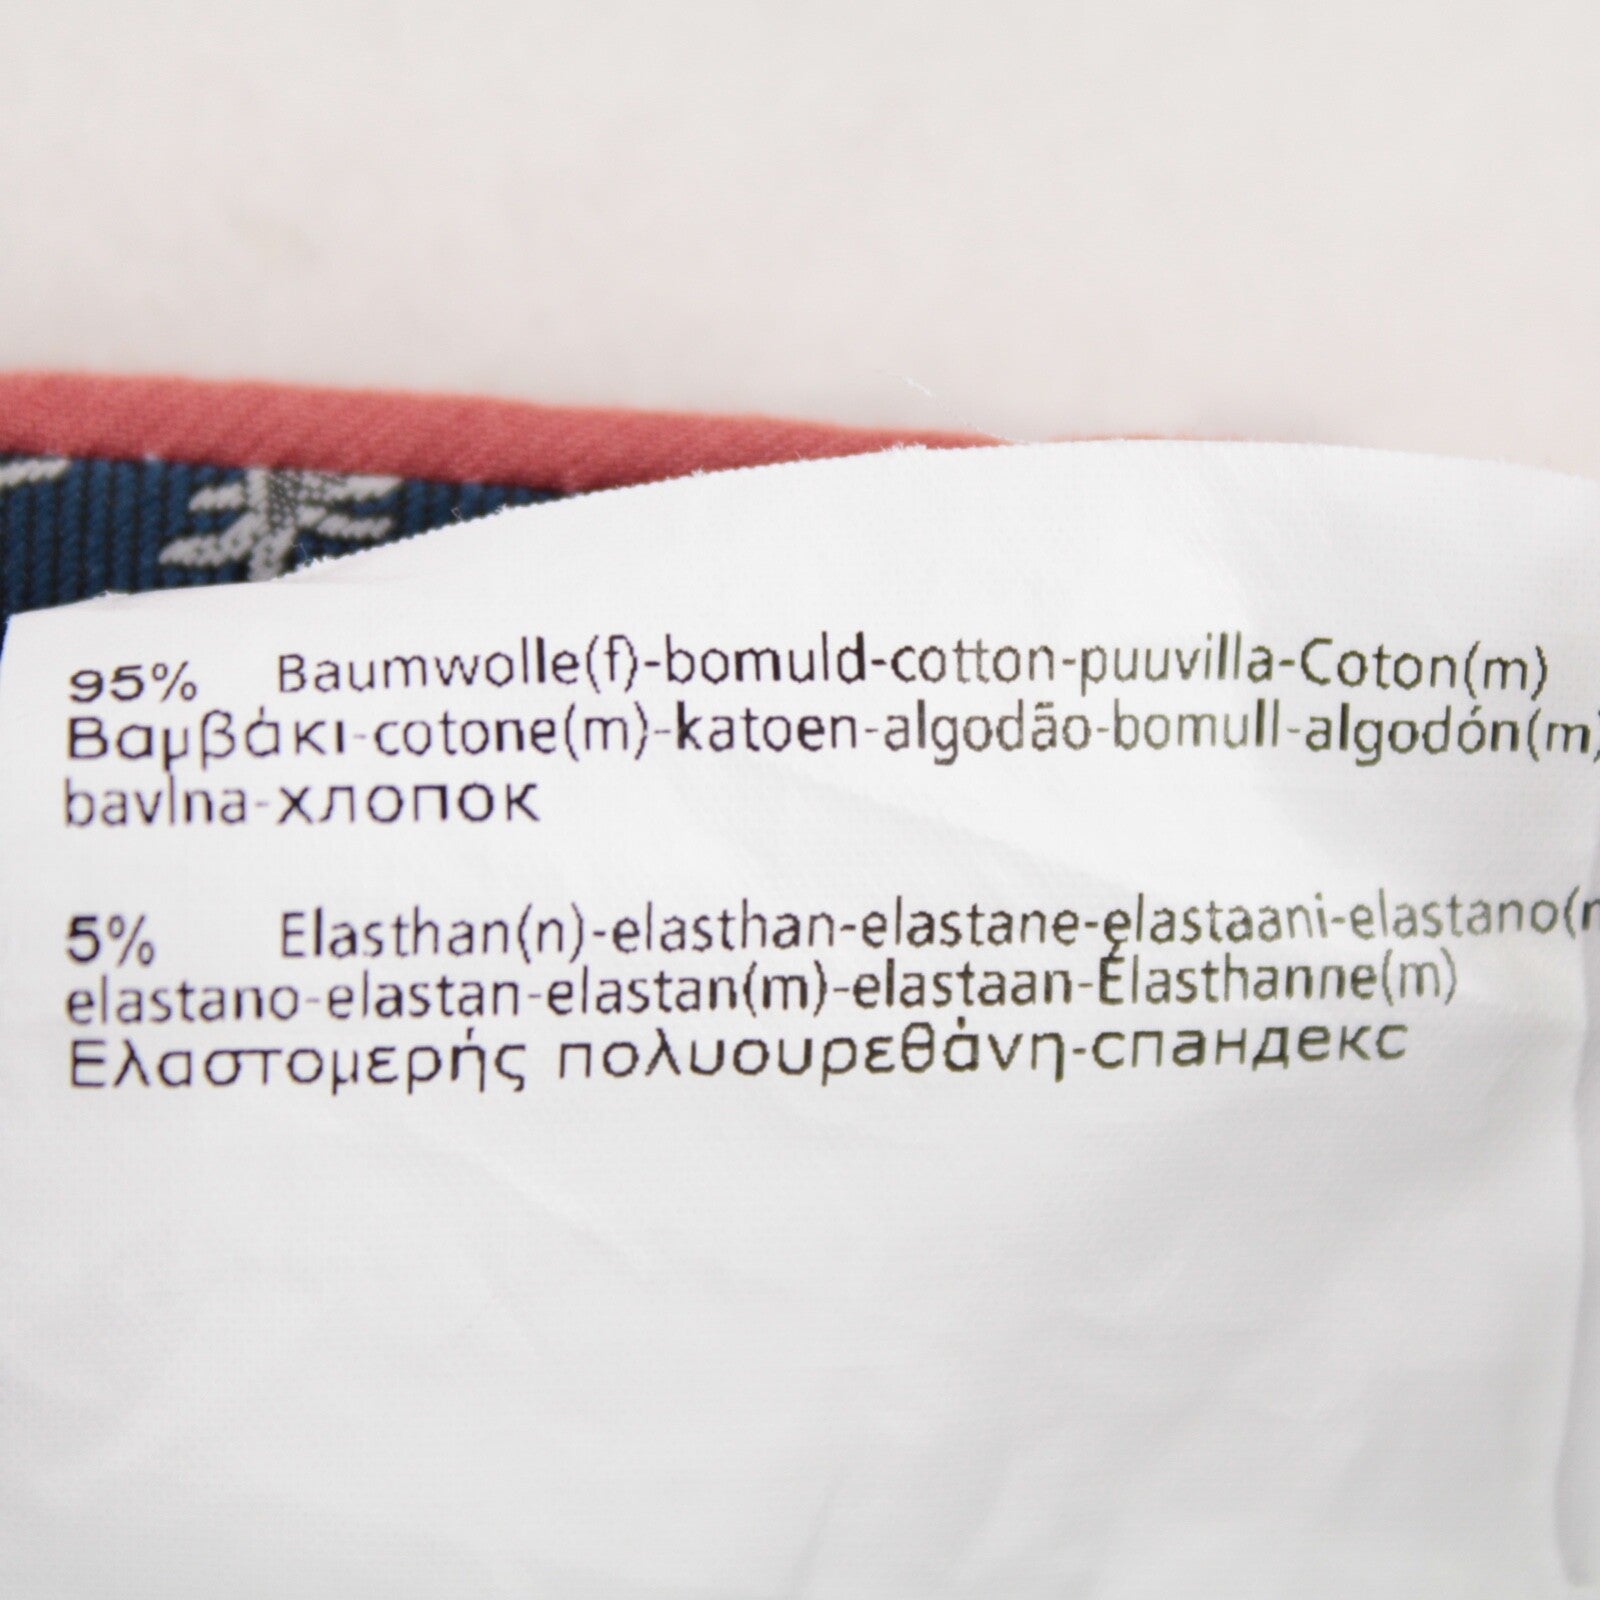 95% Baumwolle(f)-bomuld-cotton-puuvilla-Coton(m)
Βαμβάκι-cotone(m)-katoen-algodão-bomull-algodón(m)
bavlna-хлопок
5% Elasthan(n)-elasthan-elastane-elastaani-elastano(
elastano-elastan-elastan(m)-elastaan-Élasthanne(m)
Ελαστομερής πολυουρεθάνη-спандекс